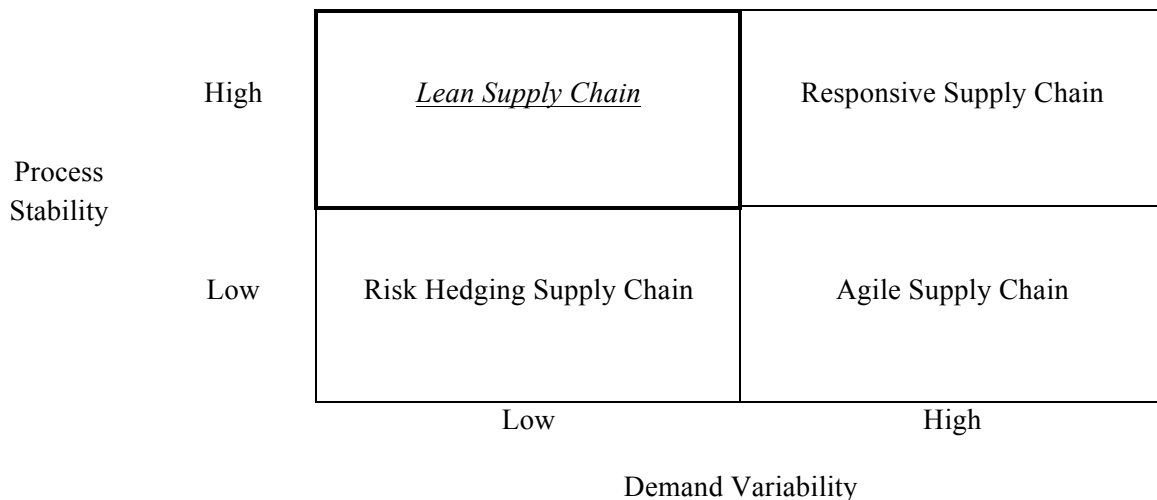 High
Lean Supply Chain
Responsive Supply Chain
Process
Stability
Low
Risk Hedging Supply Chain
Agile Supply Chain
Low
High
Demand Variability